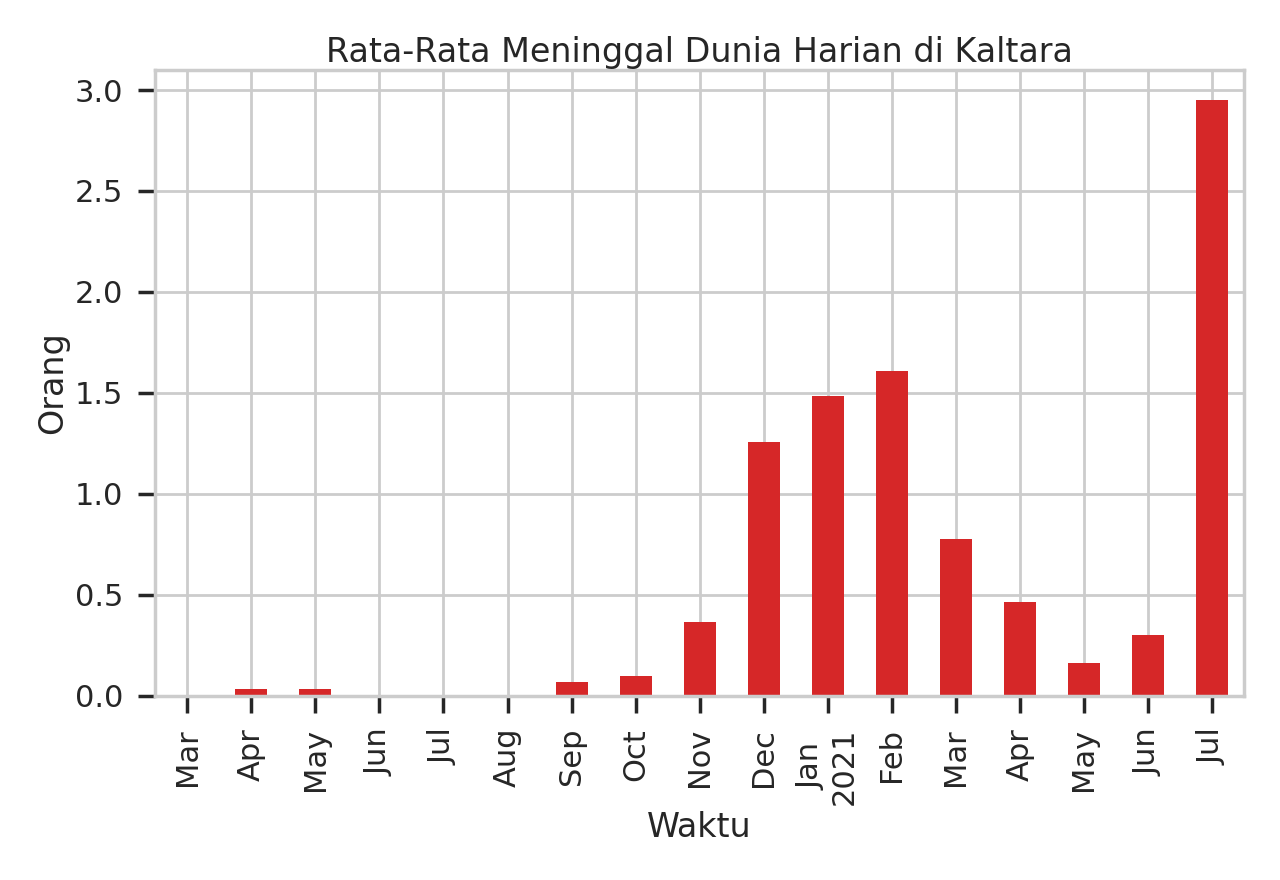 Rata-Rata Meninggal Dunia Harian di Kaltara
3.0
2.5
2.0
1.5
1.0
0.5
0.0
Orang
Mar
Apr
May
Jun
Jul
Aug
Sep
Oct
Nov
Dec
Jan
2021
Feb
Mar
Apr
May
Jun
Jul
Waktu